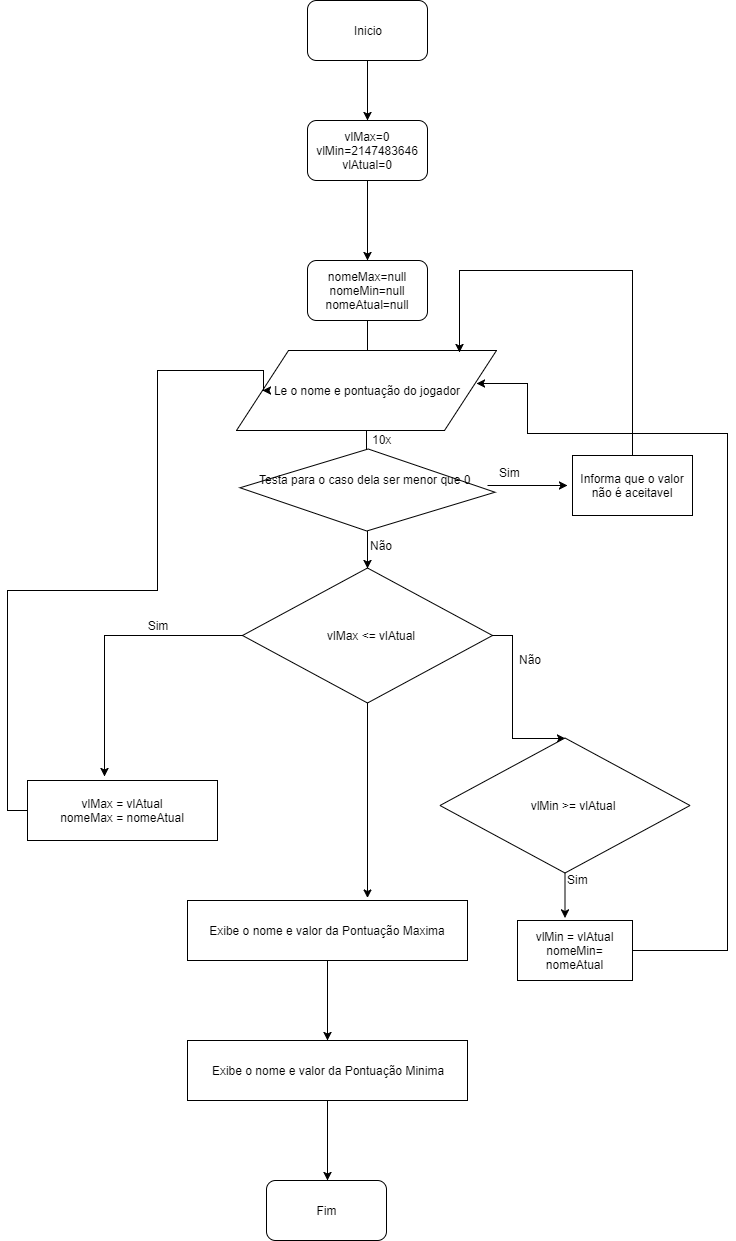 Inicio
vlMax=0
vlMin=2147483646
vlAtual=0
nomeMax=null
nomeMin=null
nomeAtual=null
Le o nome e pontuação do jogador
10x
Testa para o caso dela ser menor que 0
Sim
Informa que o valor
não é aceitavel
Não
vlMax <= vlAtual
Sim
Não
vlMax = vlAtual
nomeMax = nomeAtual
vlMin >= vlAtual
Sim
vlMin = vlAtual
nomeMin=
nomeAtual
Exibe o nome e valor da Pontuação Maxima
Exibe o nome e valor da Pontuação Minima
Fim